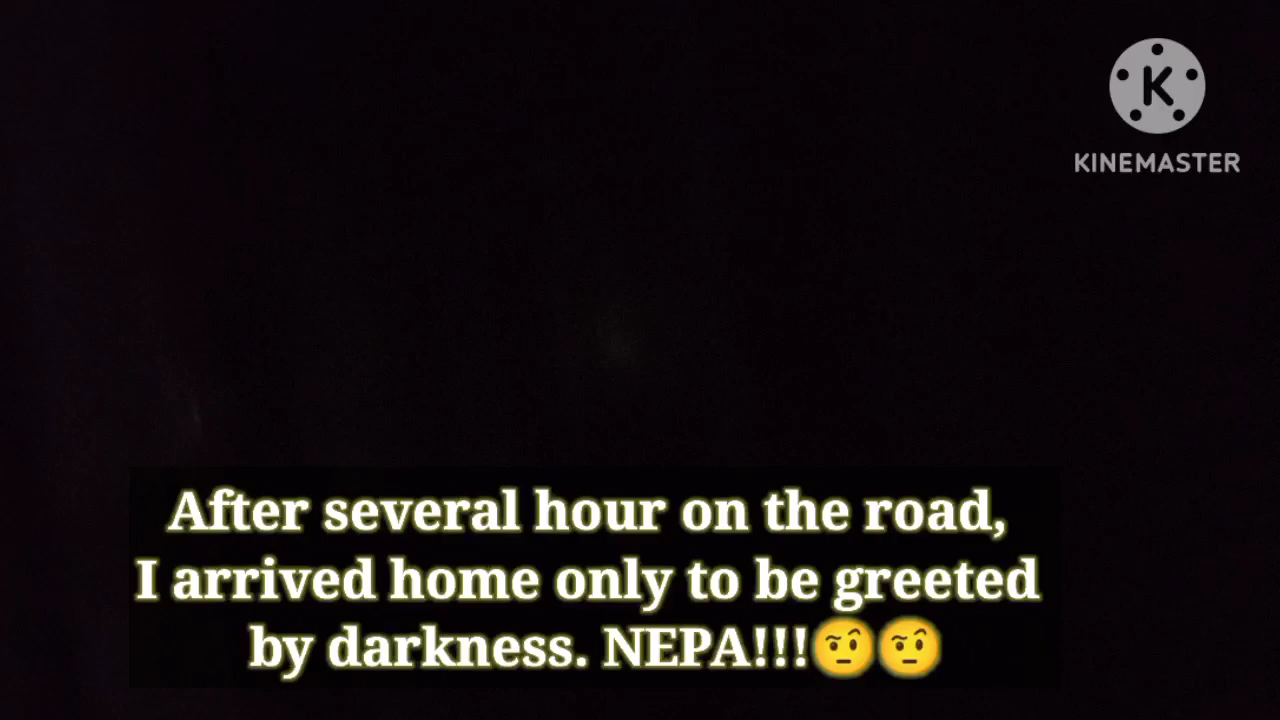 KINEMASTER
After several hour on the road,
I arrived home only to be greeted
by darkness. NEPA!!!🤨🤨